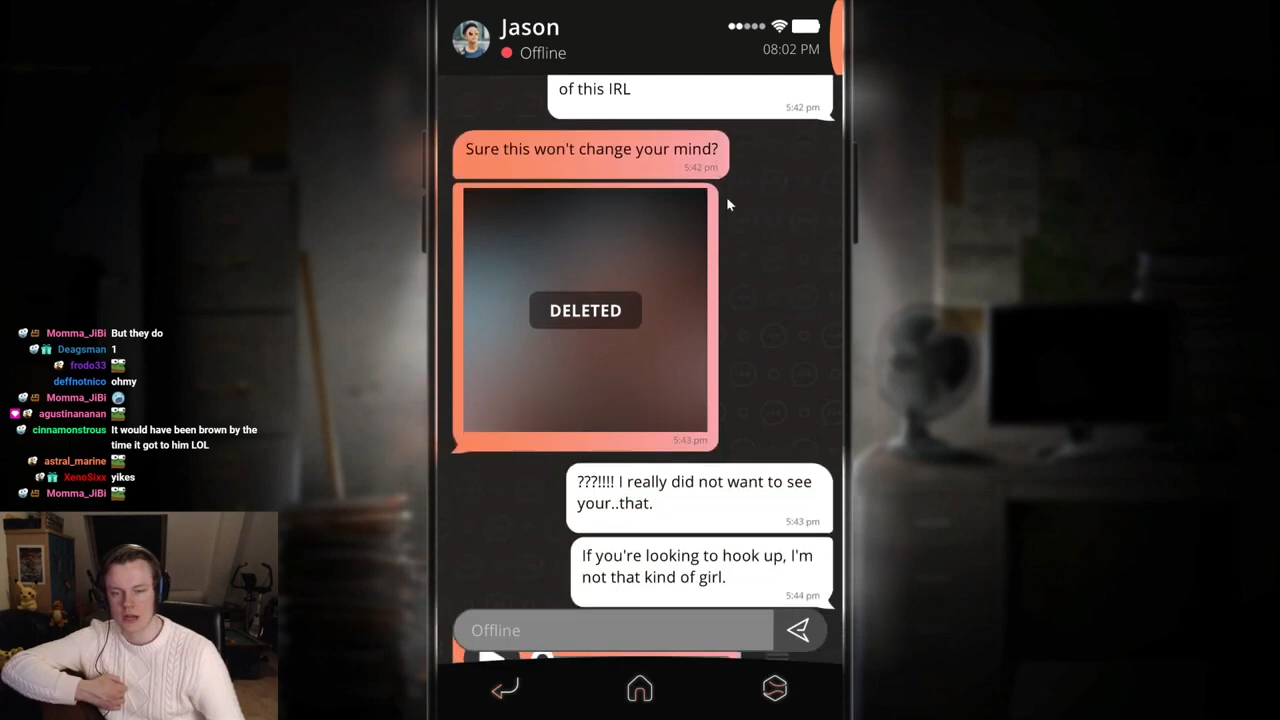 Jason
Offline
08:02 PM
of this IRL
5:42 pm
Sure this won't change your mind?
5:42 pm
DELETED
5:43 pm
???!!!! I really did not want to see
your..that.
5:43 pm
If you're looking to hook up, I'm
not that kind of girl.
5:44 pm
Offline
Momma_JiBi But they do
Deagsman 1
frodo33
deffnotnico ohmy
Momma_JiBi
agustinananan
cinnamonstrous It would have been brown by the
time it got to him LOL
astral_marine
XenoSixx yikes
Momma_JiBi